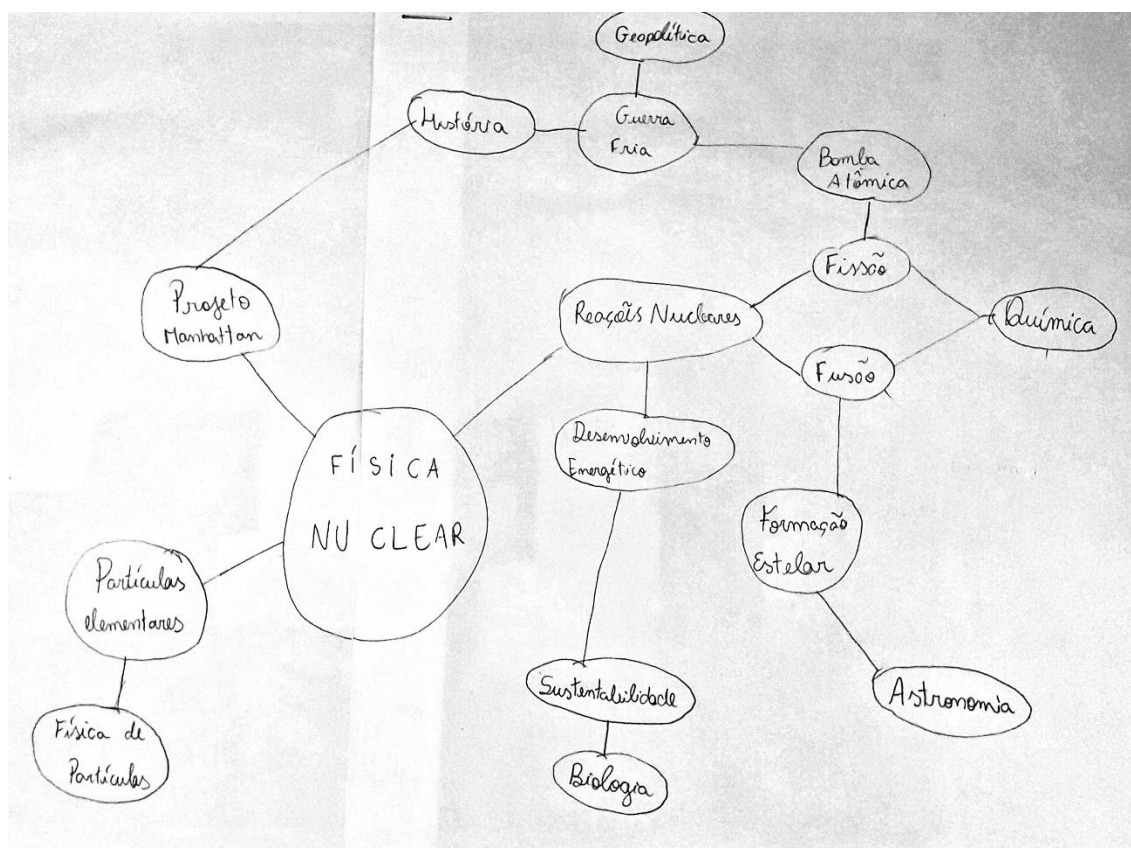 Geopolítica
História
Guerra
Fria
Bomba
Atômica
Fissão
Projeto
Manhattan
Reações Nucleares
Química
Fusão
Desenvolvimento
Energético
FÍSICA
NUCLEAR
Formação
Estelar
Partículas
elementares
Sustentabilidade
Astronomia
Física de
Partículas
Biologia